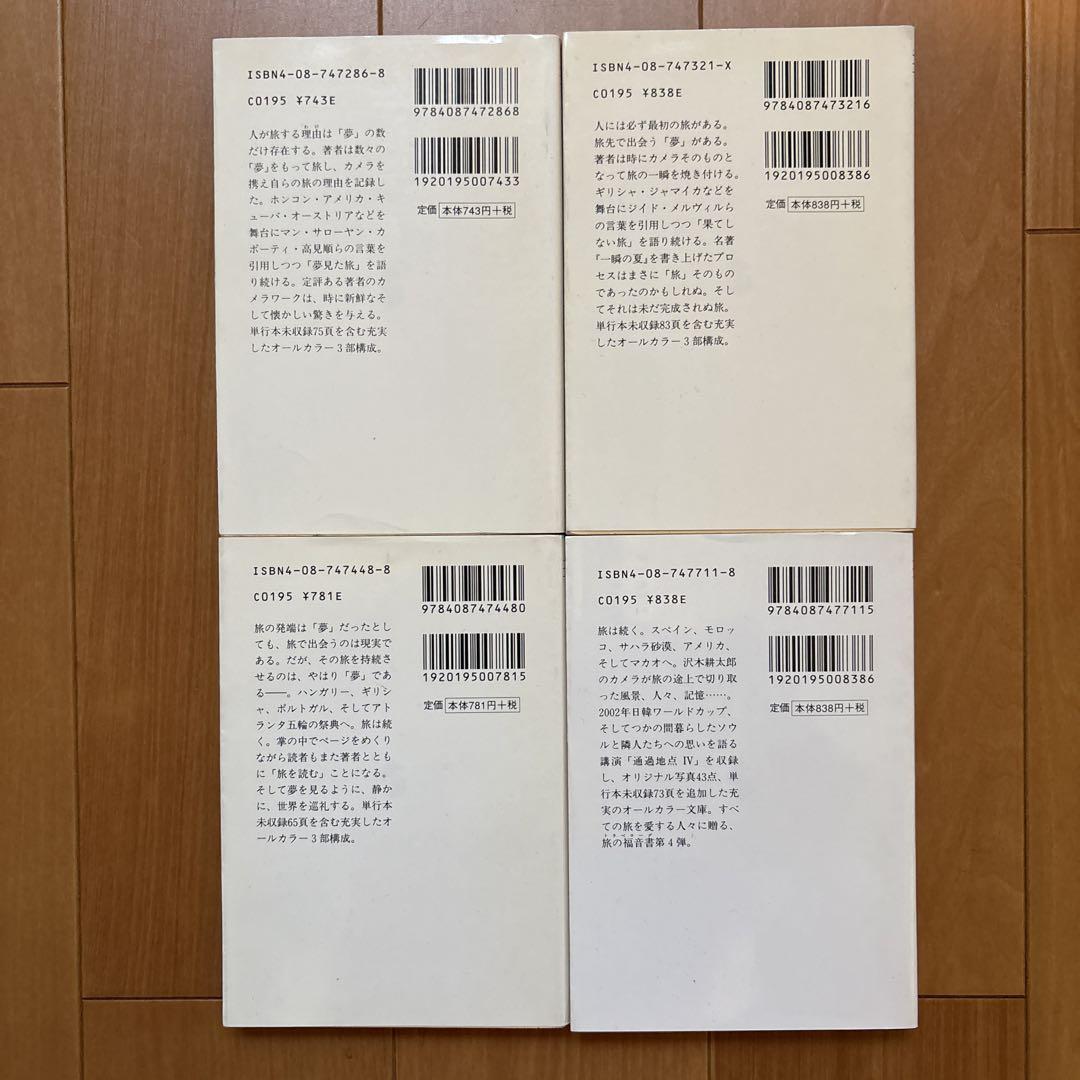 ISBN4-08-747286-8
C0195 ¥743E
9784087472868
1920195007433
定価 本体743円+税
わけ
人が旅する理由は「夢」の数
だけ存在する。著者は数々の
「夢」をもって旅し、カメラを
携え自らの旅の理由を記録し
た。ホンコン・アメリカ・キ
ューバ・オーストリアなどを
舞台にマン・サローヤン・カ
ポーティ・高見順らの言葉を
引用しつつ「夢見た旅」を語
り続ける。定評ある著者のカ
メラワークは、時に新鮮なそ
して懐かしい驚きを与える。
単行本未収録75頁を含む充実
したオールカラー3部構成。
ISBN4-08-747321-X
C0195 ¥838E
9784087473216
1920195008386
定価 本体838円+税
人には必ず最初の旅がある。
旅先で出会う「夢」がある。
著者は時にカメラそのものと
なって旅の一瞬を焼き付ける。
ギリシャ・ジャマイカなどを
舞台にジイド・メルヴィルら
の言葉を引用しつつ「果てし
ない旅」を語り続ける。名著
『一瞬の夏』を書き上げたプロ
セスはまさに「旅」そのもの
であったのかもしれぬ。そし
てそれは未だ完成されぬ旅。
単行本未収録83頁を含む充実
したオールカラー3部構成。
ISBN4-08-747448-8
C0195 ¥781E
9784087474480
1920195007815
定価 本体781円+税
旅の発端は「夢」だったとし
ても、旅で出会うのは現実で
ある。だが、その旅を持続さ
せるのは、やはり「夢」であ
る――。ハンガリー、ギリシ
ャ、ポルトガル、そしてアト
ランタ五輪の祭典へ。旅は続
く。掌の中でページをめくり
ながら読者もまた著者ととも
に「旅を読む」ことになる。
そして夢を見るように、静か
に、世界を巡礼する。単行本
未収録65頁を含む充実したオ
ールカラー3部構成。
ISBN4-08-747711-8
C0195 ¥838E
9784087477115
1920195008386
定価 本体838円+税
旅は続く。スペイン、モロッ
コ、サハラ砂漠、アメリカ、
そしてマカオへ。沢木耕太郎
のカメラが旅の途上で切り取
った風景、人々、記憶……。
2002年日韓ワールドカップ、
そしてつかの間暮らしたソウ
ルと隣人たちへの思いを語る
講演「通過地点 IV」を収録
し、オリジナル写真43点、単
行本未収録73頁を追加した充
実のオールカラー文庫。すべ
ての旅を愛する人々に贈る、
旅の福音書第4弾。